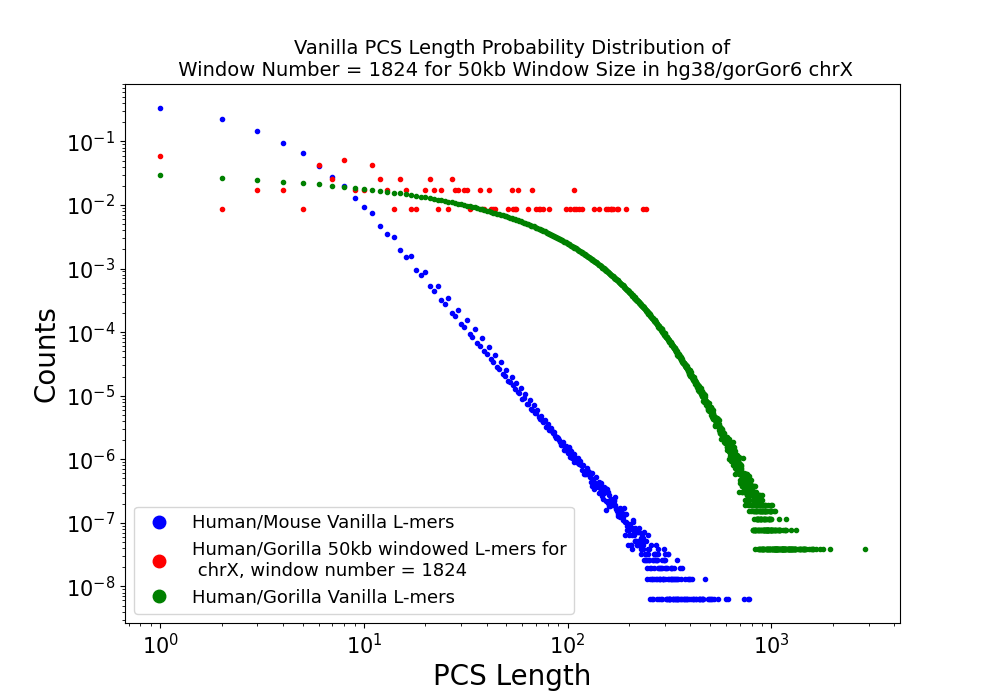 Vanilla PCS Length Probability Distribution of
Window Number = 1824 for 50kb Window Size in hg38/gorGor6 chrX
Counts
10⁻¹
10⁻²
10⁻³
10⁻⁴
10⁻⁵
10⁻⁶
10⁻⁷
10⁻⁸
Human/Mouse Vanilla L-mers
Human/Gorilla 50kb windowed L-mers for
chrX, window number = 1824
Human/Gorilla Vanilla L-mers
10⁰ 10¹ 10² 10³
PCS Length